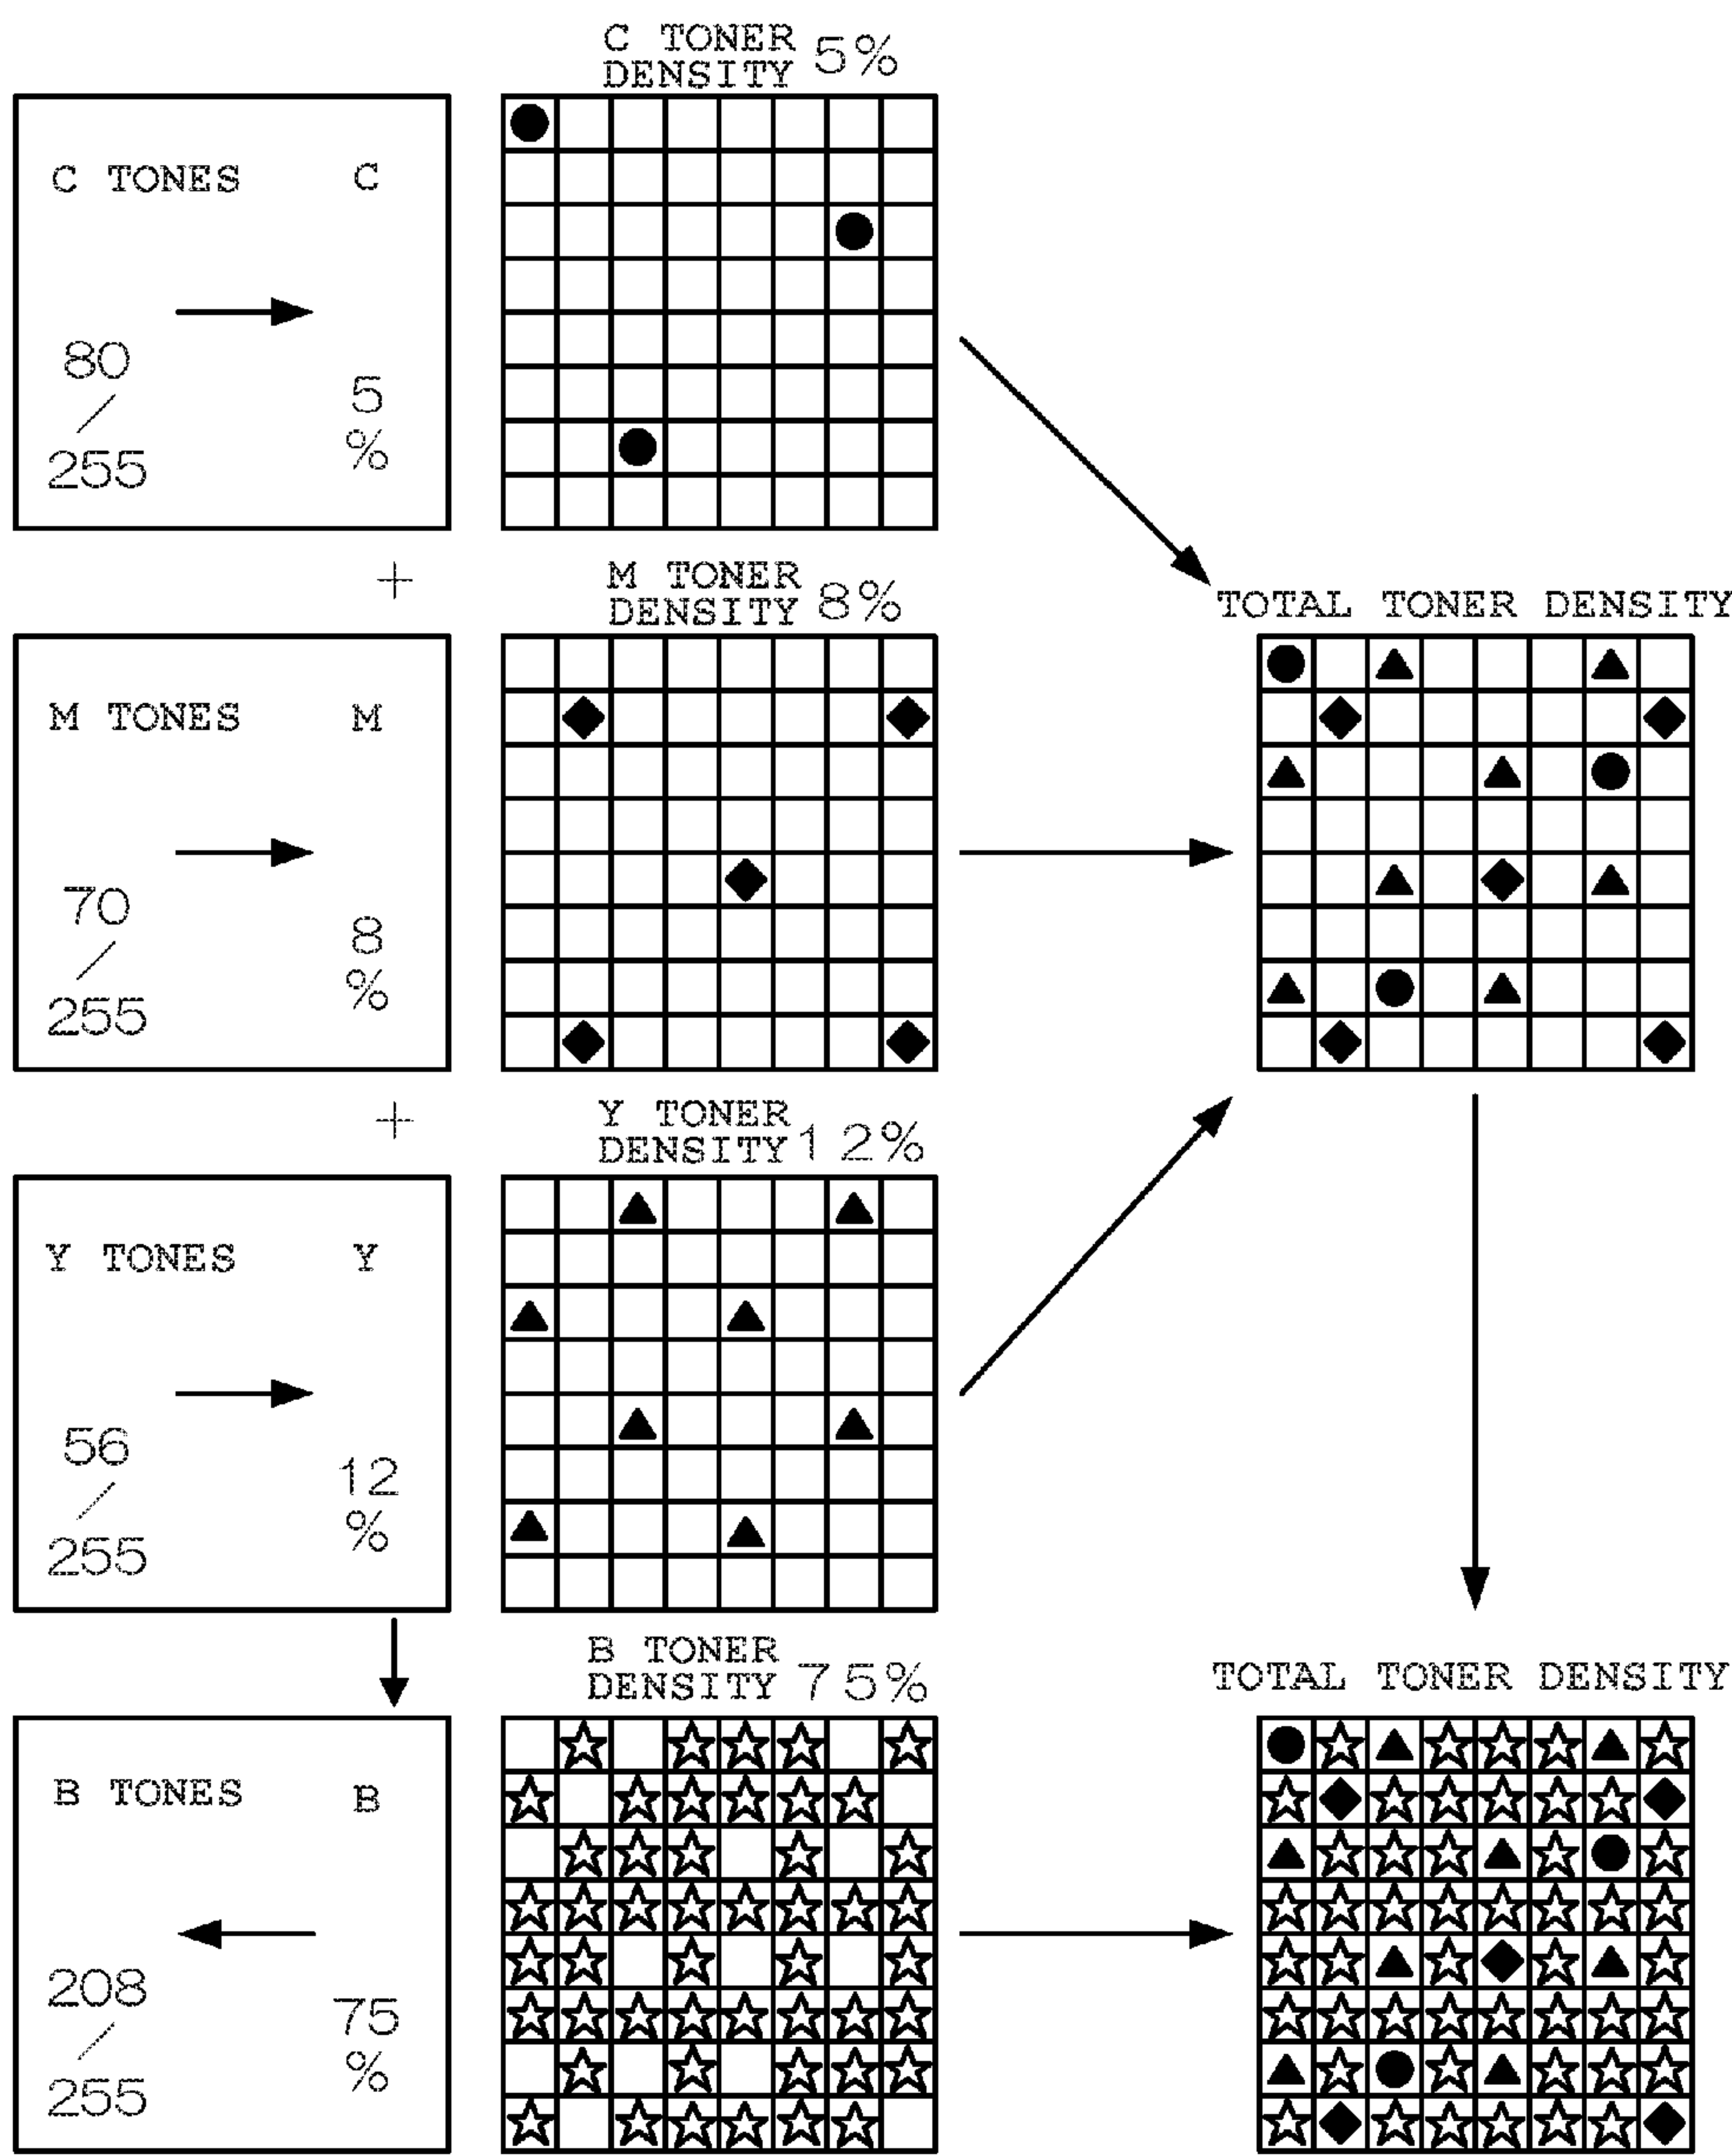 C TONER
DENSITY 5%
C TONES C
80
/
255
5
%
+
M TONER
DENSITY 8%
TOTAL TONER DENSITY
M TONES M
70
/
255
8
%
+
Y TONER
DENSITY 12%
Y TONES Y
56
/
255
12
%
B TONER
DENSITY 75%
TOTAL TONER DENSITY
B TONES B
208
/
255
75
%